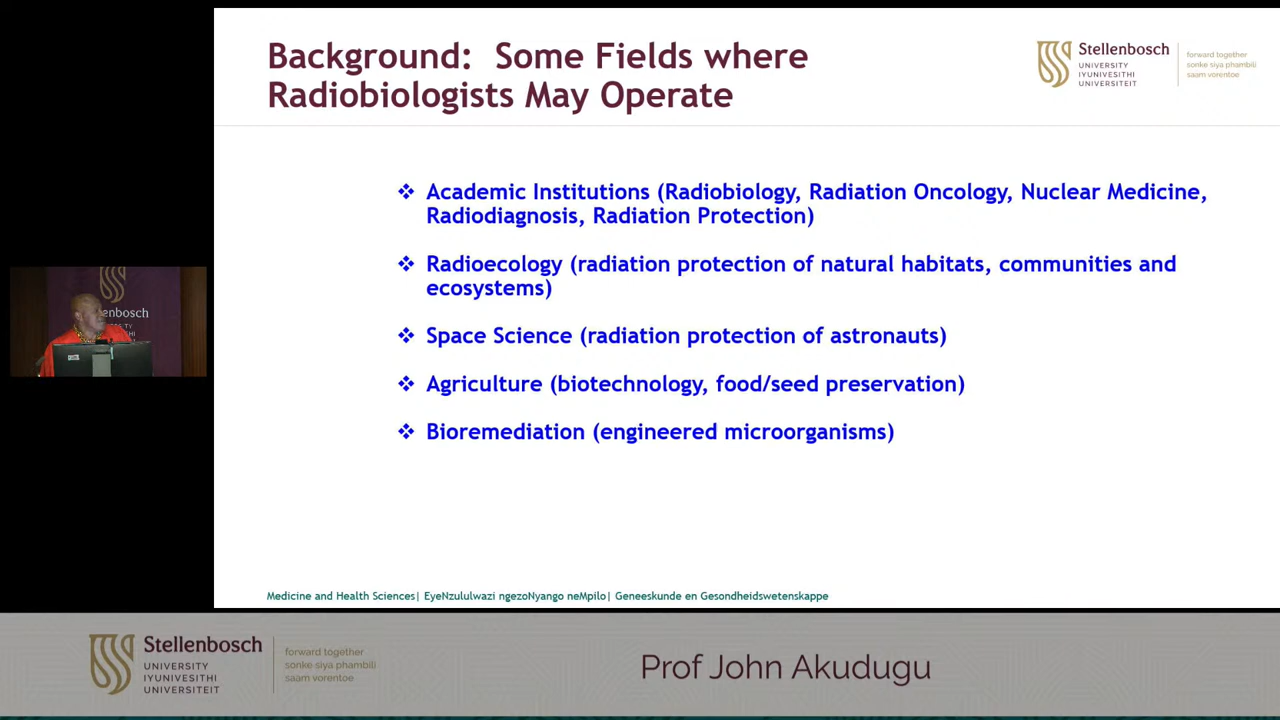 Background: Some Fields where
Radiobiologists May Operate
Stellenbosch
UNIVERSITY
IYUNIVESITHI
UNIVERSITEIT
forward together
sonke siya phambili
saam vorentoe
❖ Academic Institutions (Radiobiology, Radiation Oncology, Nuclear Medicine,
Radiodiagnosis, Radiation Protection)
❖ Radioecology (radiation protection of natural habitats, communities and
ecosystems)
❖ Space Science (radiation protection of astronauts)
❖ Agriculture (biotechnology, food/seed preservation)
❖ Bioremediation (engineered microorganisms)
Medicine and Health Sciences| EyeNzululwazi ngezoNyango neMpilo| Geneeskunde en Gesondheidswetenskappe
Stellenbosch
UNIVERSITY
IYUNIVESITHI
UNIVERSITEIT
forward together
sonke siya phambili
saam vorentoe
Prof John Akudugu